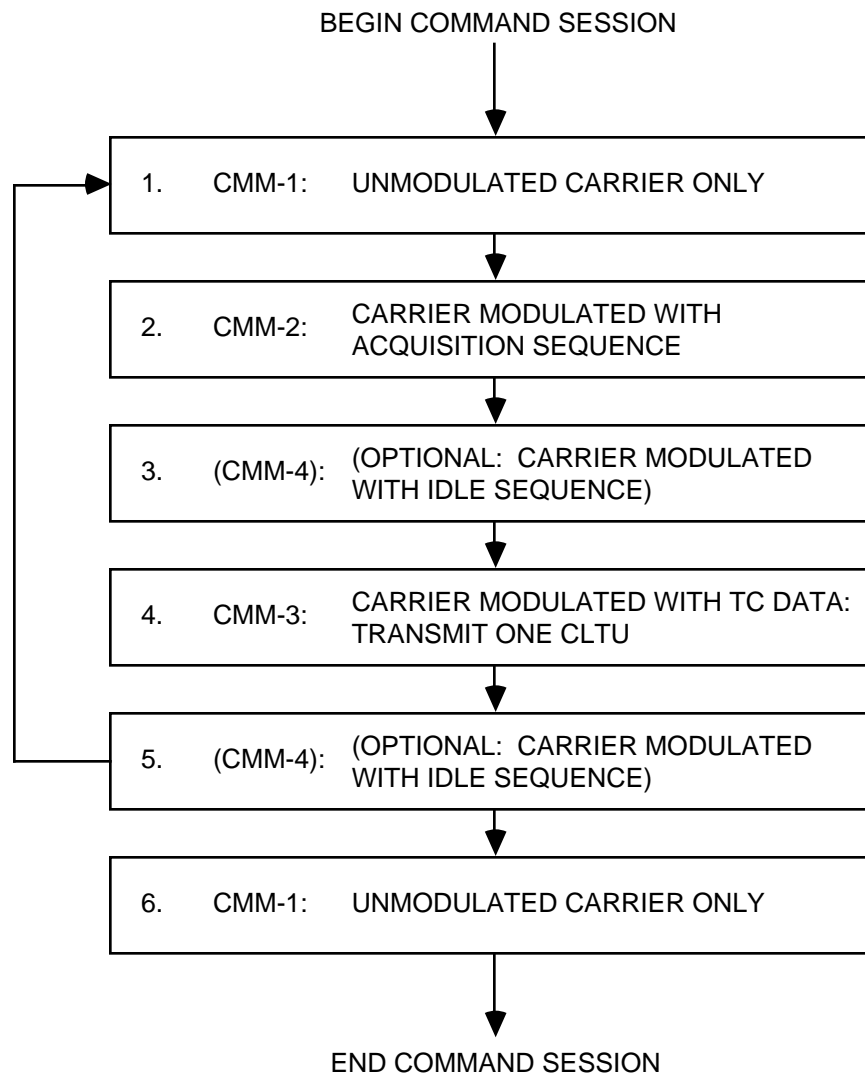 BEGIN COMMAND SESSION
1. CMM-1: UNMODULATED CARRIER ONLY
2. CMM-2: CARRIER MODULATED WITH
ACQUISITION SEQUENCE
3. (CMM-4): (OPTIONAL: CARRIER MODULATED
WITH IDLE SEQUENCE)
4. CMM-3: CARRIER MODULATED WITH TC DATA:
TRANSMIT ONE CLTU
5. (CMM-4): (OPTIONAL: CARRIER MODULATED
WITH IDLE SEQUENCE)
6. CMM-1: UNMODULATED CARRIER ONLY
END COMMAND SESSION